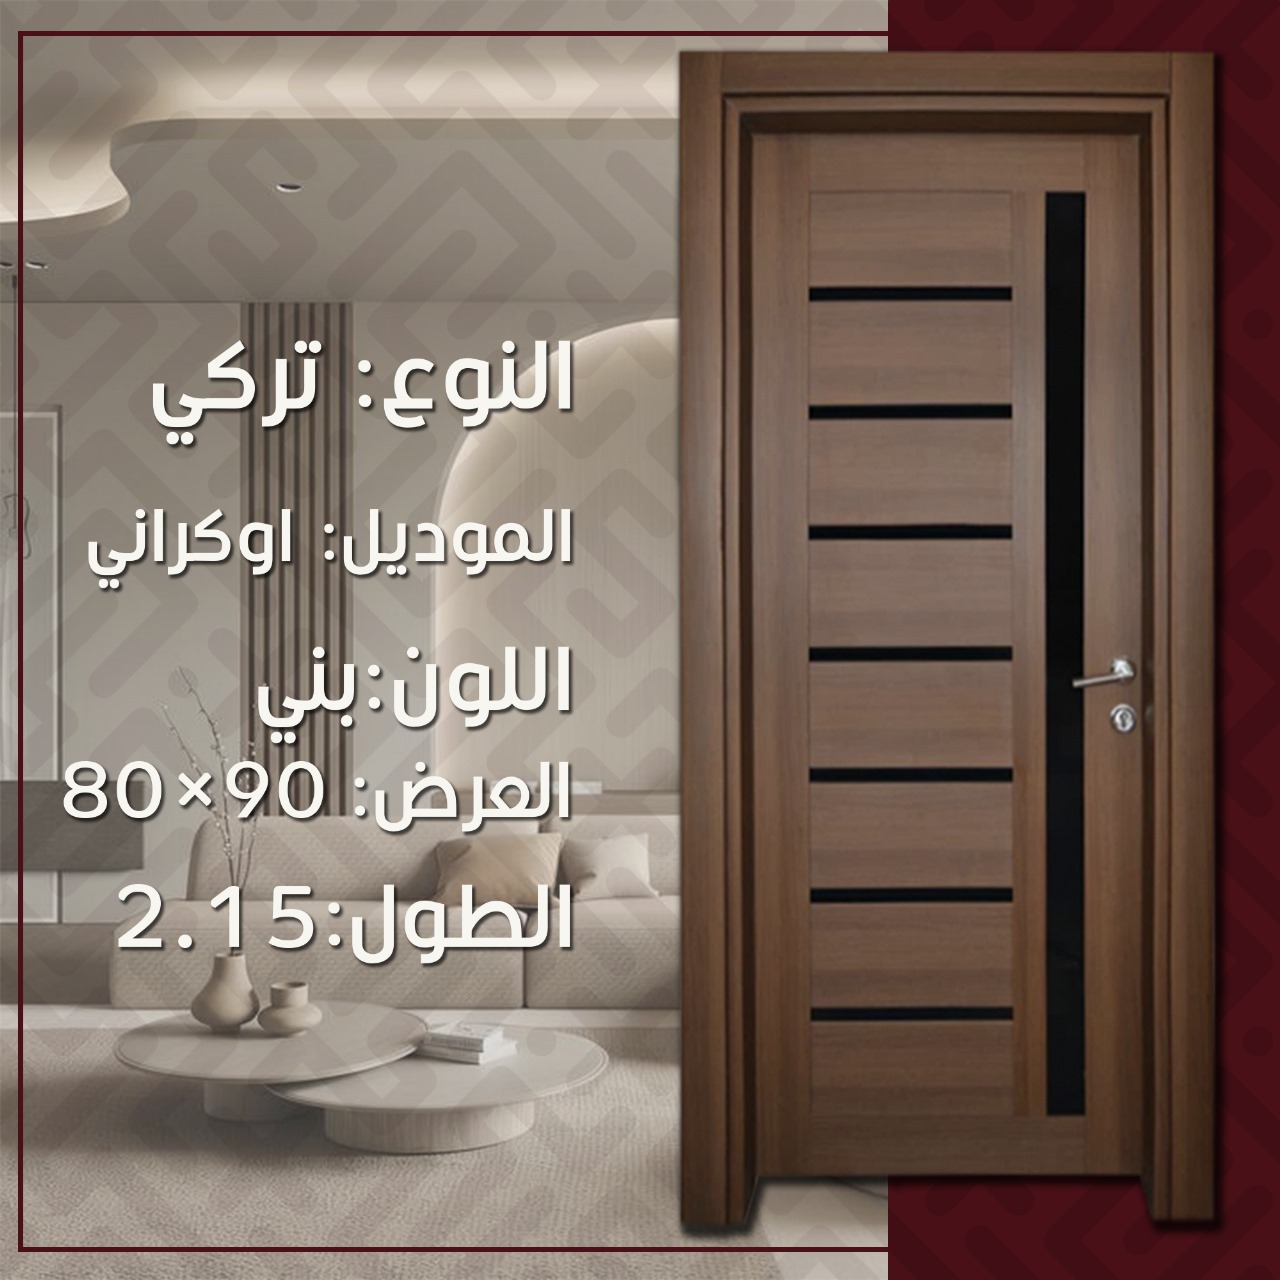 النوع: تركي
الموديل: اوكراني
اللون:بني
العرض: 90×80
الطول:2.15